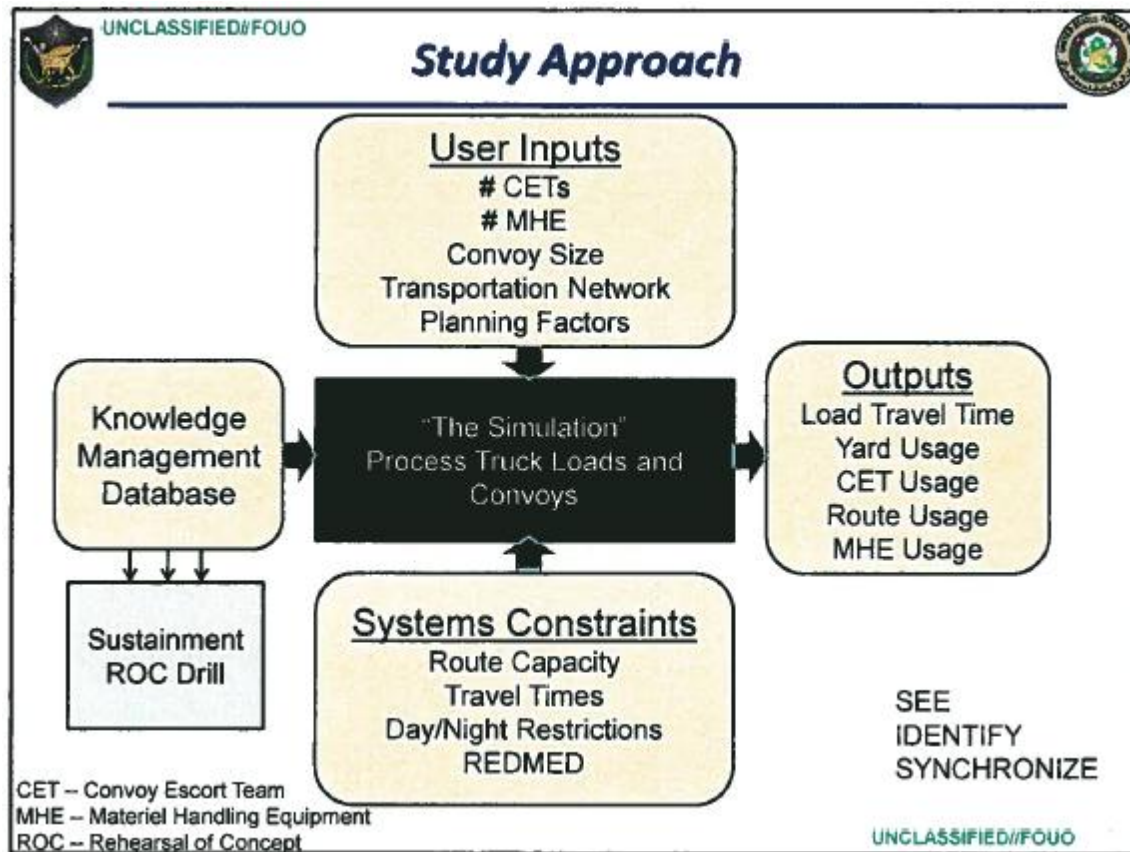 UNCLASSIFIED//FOUO
Study Approach
User Inputs
# CETs
# MHE
Convoy Size
Transportation Network
Planning Factors
Knowledge
Management
Database
"The Simulation"
Process Truck Loads and
Convoys
Outputs
Load Travel Time
Yard Usage
CET Usage
Route Usage
MHE Usage
Sustainment
ROC Drill
Systems Constraints
Route Capacity
Travel Times
Day/Night Restrictions
REDMED
SEE
IDENTIFY
SYNCHRONIZE
CET -- Convoy Escort Team
MHE -- Materiel Handling Equipment
ROC -- Rehearsal of Concept
UNCLASSIFIED//FOUO